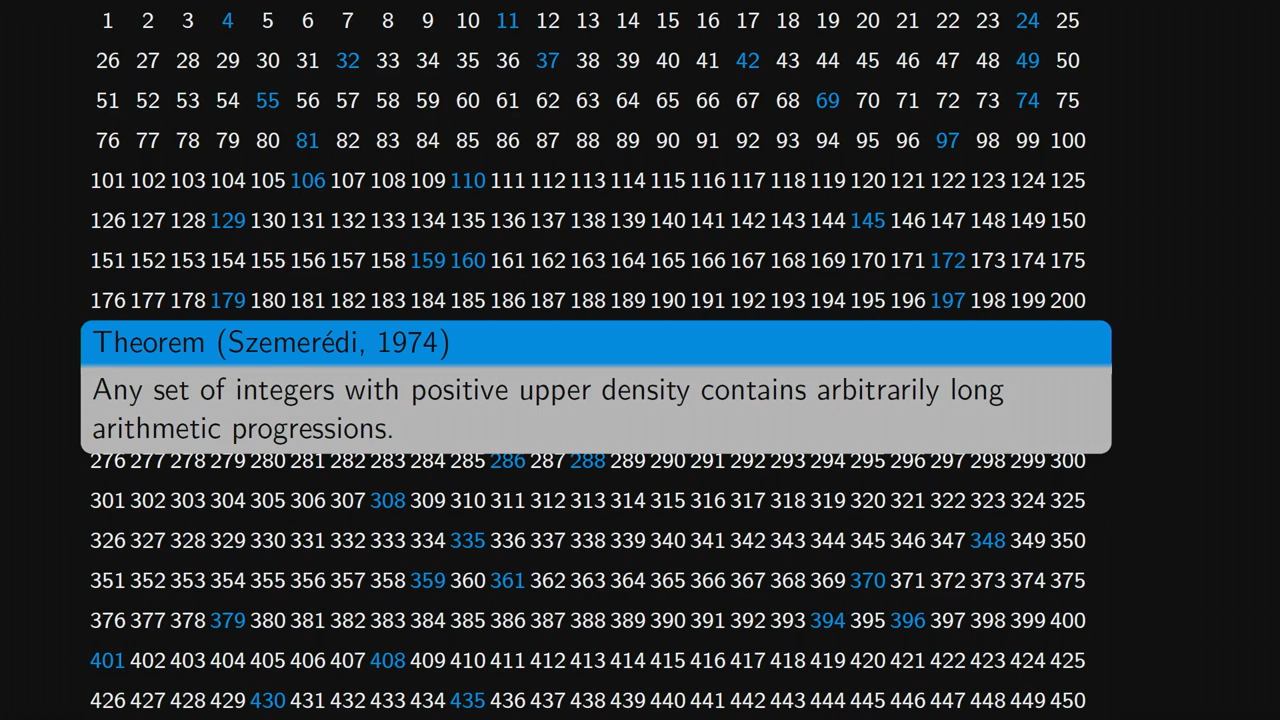 1 2 3 4 5 6 7 8 9 10 11 12 13 14 15 16 17 18 19 20 21 22 23 24 25
26 27 28 29 30 31 32 33 34 35 36 37 38 39 40 41 42 43 44 45 46 47 48 49 50
51 52 53 54 55 56 57 58 59 60 61 62 63 64 65 66 67 68 69 70 71 72 73 74 75
76 77 78 79 80 81 82 83 84 85 86 87 88 89 90 91 92 93 94 95 96 97 98 99 100
101 102 103 104 105 106 107 108 109 110 111 112 113 114 115 116 117 118 119 120 121 122 123 124 125
126 127 128 129 130 131 132 133 134 135 136 137 138 139 140 141 142 143 144 145 146 147 148 149 150
151 152 153 154 155 156 157 158 159 160 161 162 163 164 165 166 167 168 169 170 171 172 173 174 175
176 177 178 179 180 181 182 183 184 185 186 187 188 189 190 191 192 193 194 195 196 197 198 199 200
Theorem (Szemerédi, 1974)
Any set of integers with positive upper density contains arbitrarily long
arithmetic progressions.
276 277 278 279 280 281 282 283 284 285 286 287 288 289 290 291 292 293 294 295 296 297 298 299 300
301 302 303 304 305 306 307 308 309 310 311 312 313 314 315 316 317 318 319 320 321 322 323 324 325
326 327 328 329 330 331 332 333 334 335 336 337 338 339 340 341 342 343 344 345 346 347 348 349 350
351 352 353 354 355 356 357 358 359 360 361 362 363 364 365 366 367 368 369 370 371 372 373 374 375
376 377 378 379 380 381 382 383 384 385 386 387 388 389 390 391 392 393 394 395 396 397 398 399 400
401 402 403 404 405 406 407 408 409 410 411 412 413 414 415 416 417 418 419 420 421 422 423 424 425
426 427 428 429 430 431 432 433 434 435 436 437 438 439 440 441 442 443 444 445 446 447 448 449 450